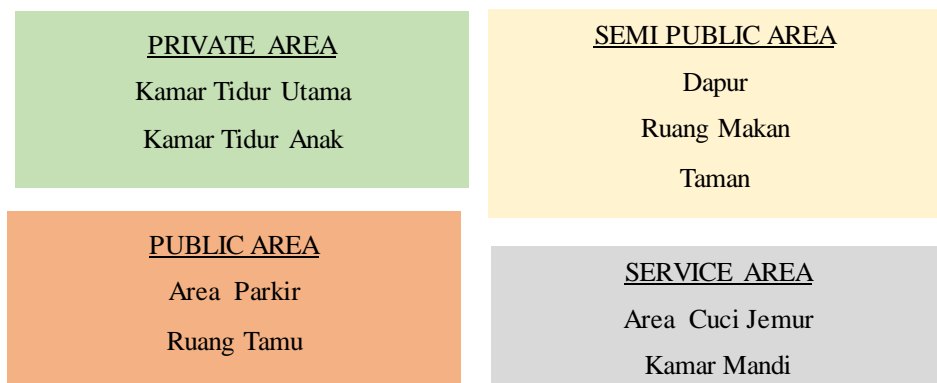 PRIVATE AREA
Kamar Tidur Utama
Kamar Tidur Anak
SEMI PUBLIC AREA
Dapur
Ruang Makan
Taman
PUBLIC AREA
Area Parkir
Ruang Tamu
SERVICE AREA
Area Cuci Jemur
Kamar Mandi